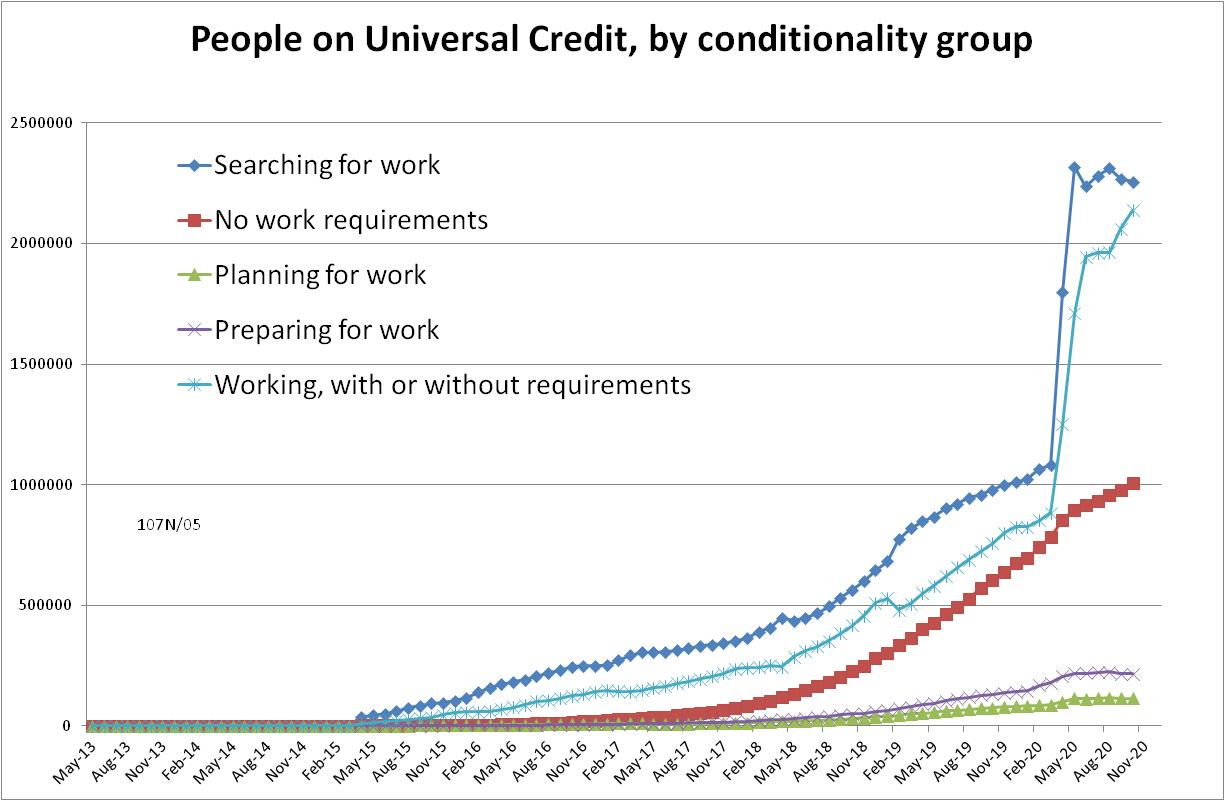 People on Universal Credit, by conditionality group
2500000
Searching for work
No work requirements
2000000
Planning for work
Preparing for work
1500000
Working, with or without requirements
1000000
107N/05
500000
0
May-13 Aug-13 Nov-13 Feb-14 May-14 Aug-14 Nov-14 Feb-15 May-15 Aug-15 Nov-15 Feb-16 May-16 Aug-16 Nov-16 Feb-17 May-17 Aug-17 Nov-17 Feb-18 May-18 Aug-18 Nov-18 Feb-19 May-19 Aug-19 Nov-19 Feb-20 May-20 Aug-20 Nov-20